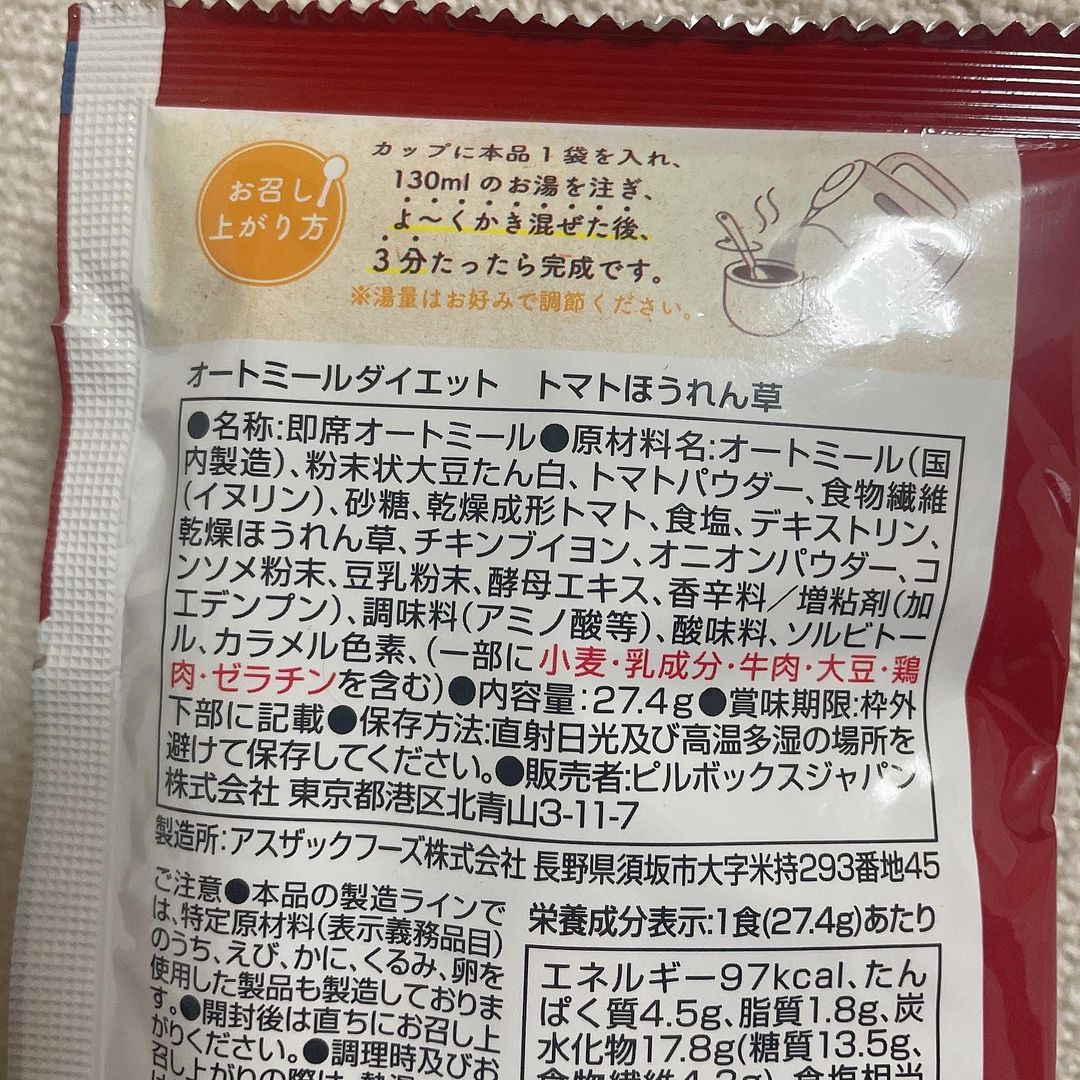 お召し
上がり方
カップに本品1袋を入れ、
130mlのお湯を注ぎ、
よ〜くかき混ぜた後、
3分たったら完成です。
※湯量はお好みで調節ください。
オートミールダイエット　トマトほうれん草
●名称:即席オートミール●原材料名:オートミール(国
内製造)、粉末状大豆たん白、トマトパウダー、食物繊維
(イヌリン)、砂糖、乾燥成形トマト、食塩、デキストリン、
乾燥ほうれん草、チキンブイヨン、オニオンパウダー、コ
ンソメ粉末、豆乳粉末、酵母エキス、香辛料／増粘剤(加
工デンプン)、調味料(アミノ酸等)、酸味料、ソルビトー
ル、カラメル色素、(一部に小麦・乳成分・牛肉・大豆・鶏
肉・ゼラチンを含む)●内容量:27.4g●賞味期限:枠外
下部に記載●保存方法:直射日光及び高温多湿の場所を
避けて保存してください。●販売者:ピルボックスジャパン
株式会社 東京都港区北青山3-11-7
製造所:アスザックフーズ株式会社 長野県須坂市大字米持293番地45
ご注意●本品の製造ラインで
は、特定原材料(表示義務品目)
のうち、えび、かに、くるみ、卵を
使用した製品も製造しておりま
す。●開封後は直ちにお召し上
がりください。●調理時及びお
召し上がりの際は、熱湯
栄養成分表示:1食(27.4g)あたり
エネルギー97kcal、たん
ぱく質4.5g、脂質1.8g、炭
水化物17.8g(糖質13.5g、
食物繊維4.3g)、食塩相当